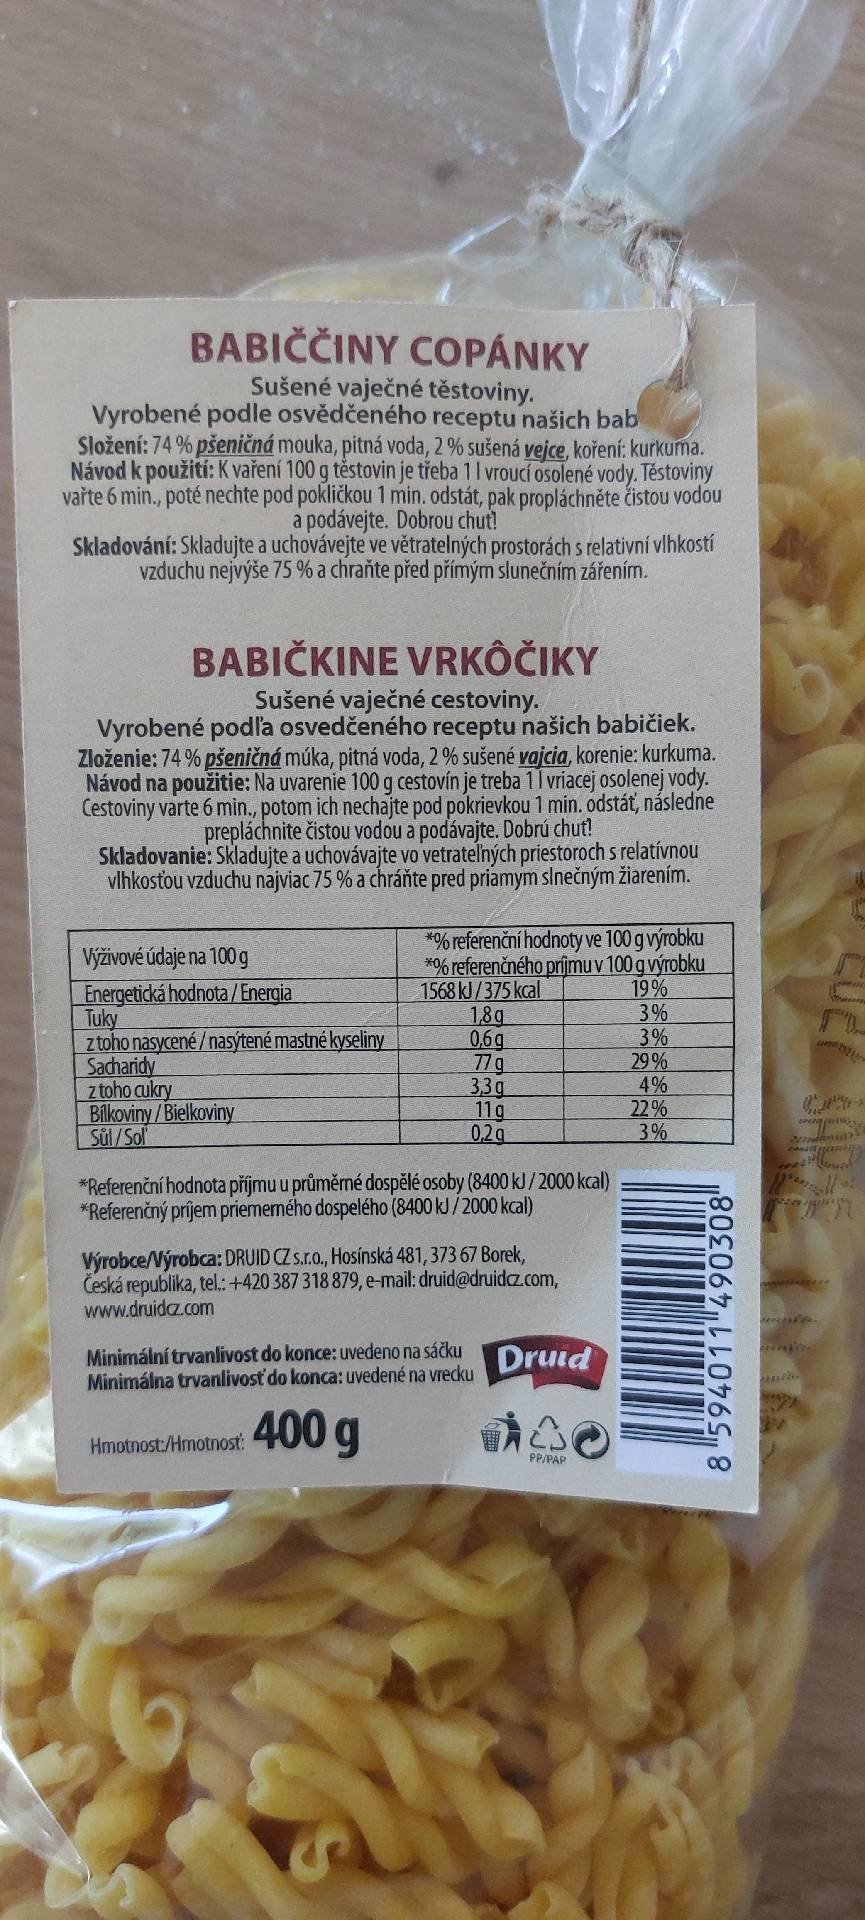 BABIČČINY COPÁNKY
Sušené vaječné těstoviny.
Vyrobené podle osvědčeného receptu našich bab
Složení: 74 % pšeničná mouka, pitná voda, 2 % sušená vejce, koření: kurkuma.
Návod k použití: K vaření 100 g těstovin je třeba 1 l vroucí osolené vody. Těstoviny
vařte 6 min., poté nechte pod pokličkou 1 min. odstát, pak propláchněte čistou vodou
a podávejte. Dobrou chuť!
Skladování: Skladujte a uchovávejte ve větratelných prostorách s relativní vlhkostí
vzduchu nejvýše 75 % a chraňte před přímým slunečním zářením.
BABIČKINE VRKÔČIKY
Sušené vaječné cestoviny.
Vyrobené podľa osvedčeného receptu našich babičiek.
Zloženie: 74 % pšeničná múka, pitná voda, 2 % sušené vajcia, korenie: kurkuma.
Návod na použitie: Na uvarenie 100 g cestovín je treba 1 l vriacej osolenej vody.
Cestoviny varte 6 min., potom ich nechajte pod pokrievkou 1 min. odstáť, následne
prepláchnite čistou vodou a podávajte. Dobrú chuť!
Skladovanie: Skladujte a uchovávajte vo vetrateľných priestoroch s relatívnou
vlhkosťou vzduchu najviac 75 % a chráňte pred priamym slnečným žiarením.
Výživové údaje na 100 g
*% referenční hodnoty ve 100 g výrobku
*% referenčného príjmu v 100 g výrobku
Energetická hodnota / Energia 1568 kJ / 375 kcal 19 %
Tuky 1,8 g 3 %
z toho nasycené / nasýtené mastné kyseliny 0,6 g 3 %
Sacharidy 77 g 29 %
z toho cukry 3,3 g 4 %
Bílkoviny / Bielkoviny 11 g 22 %
Sůl / Soľ 0,2 g 3 %
*Referenční hodnota příjmu u průměrné dospělé osoby (8400 kJ / 2000 kcal)
*Referenčný príjem priemerného dospelého (8400 kJ / 2000 kcal)
Výrobce/Výrobca: DRUID CZ s.r.o., Hosínská 481, 373 67 Borek,
Česká republika, tel.: +420 387 318 879, e-mail: druid@druidcz.com,
www.druidcz.com
Minimální trvanlivost do konce: uvedeno na sáčku
Minimálna trvanlivosť do konca: uvedené na vrecku
Druid
Hmotnost:/Hmotnosť: 400 g
PP/PAP
8 594011 490308